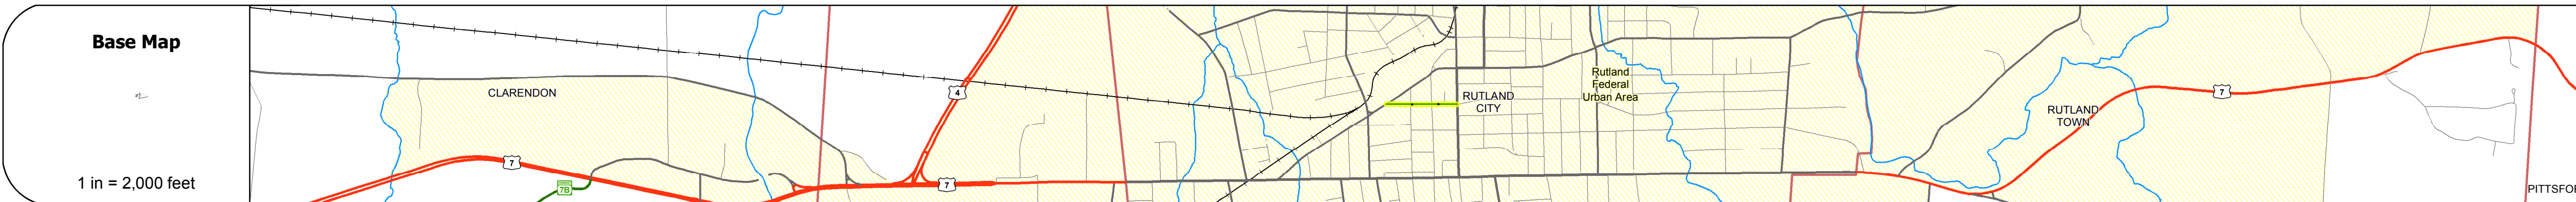 Base Map
1 in = 2,000 feet
CLARENDON
7
7B
4
7
RUTLAND
CITY
Rutland
Federal
Urban Area
RUTLAND
TOWN
7
PITTSFO